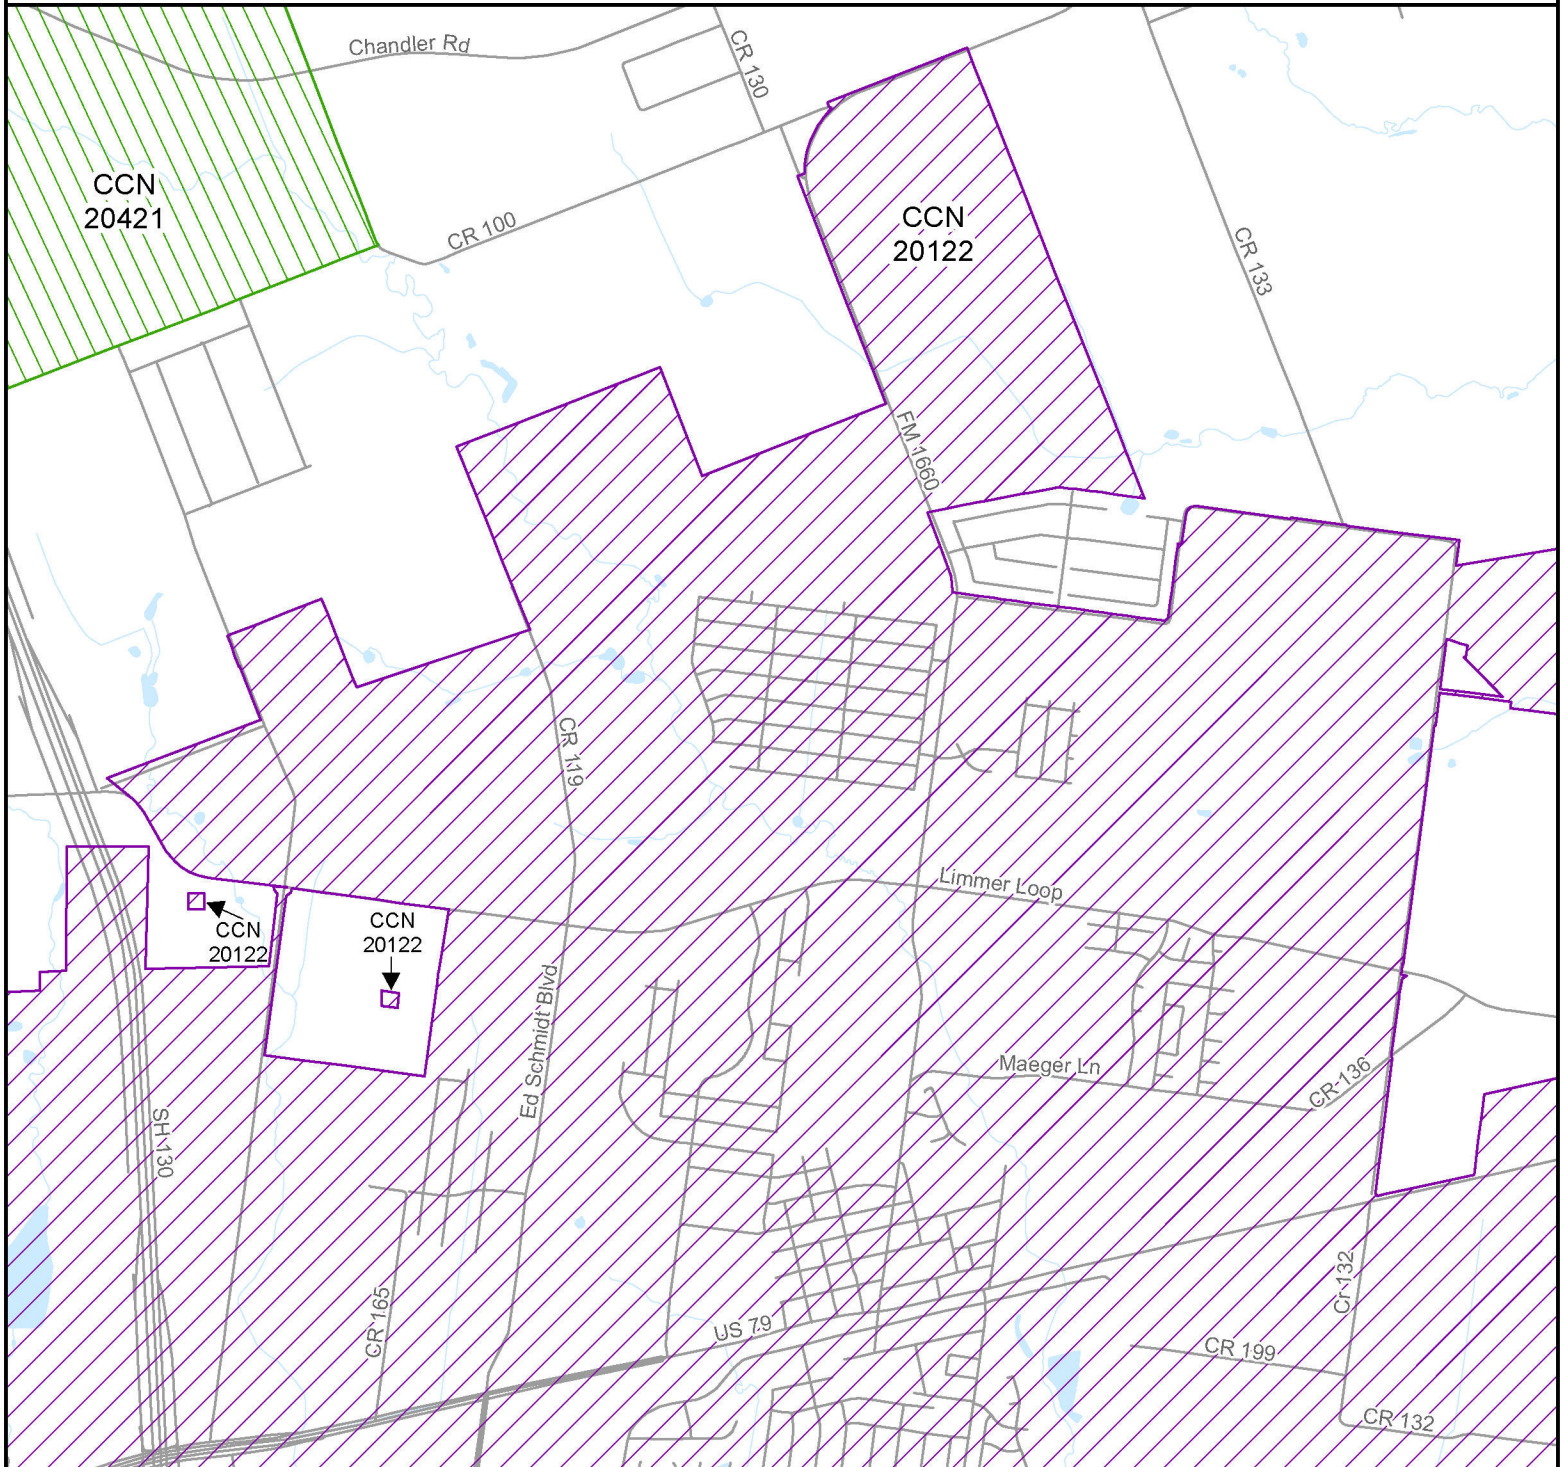 Chandler Rd
CR 130
CCN
20421
CCN
20122
CR 100
CR 133
FM 1660
CR 119
Limmer Loop
CCN
20122
CCN
20122
Ed Schmidt Blvd
Maeger Ln
CR 136
SH 130
Cr 132
CR 165
US 79
CR 199
CR 132